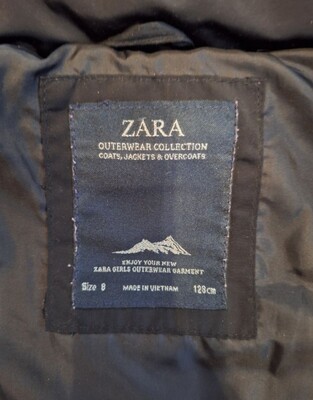 ZARA
OUTERWEAR COLLECTION
COATS, JACKETS & OVERCOATS
ENJOY YOUR NEW
ZARA GIRLS OUTERWEAR GARMENT
Size 8 MADE IN VIETNAM 128cm